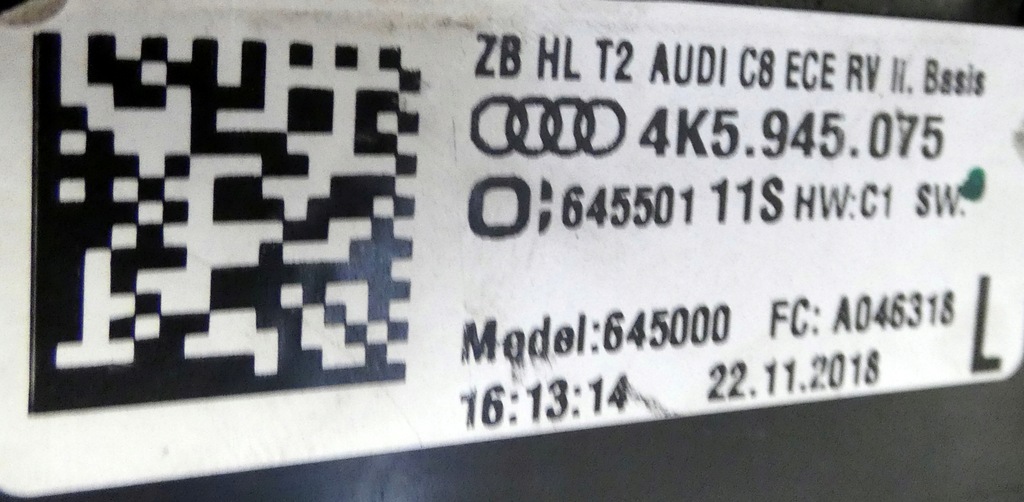 ZB HL T2 AUDI C8 ECE RV li. Basis
4K5.945.075
O;645501 11S HW:C1 SW:
Model:645000 FC: A046318
16:13:14 22.11.2018
L